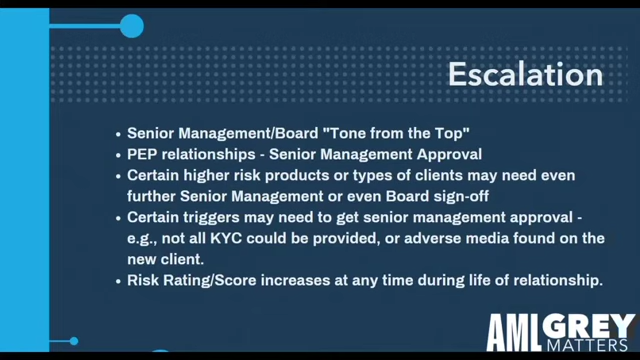 Escalation
• Senior Management/Board "Tone from the Top"
• PEP relationships - Senior Management Approval
• Certain higher risk products or types of clients may need even
further Senior Management or even Board sign-off
• Certain triggers may need to get senior management approval -
e.g., not all KYC could be provided, or adverse media found on the
new client.
• Risk Rating/Score increases at any time during life of relationship.
AML GREY
MATTERS